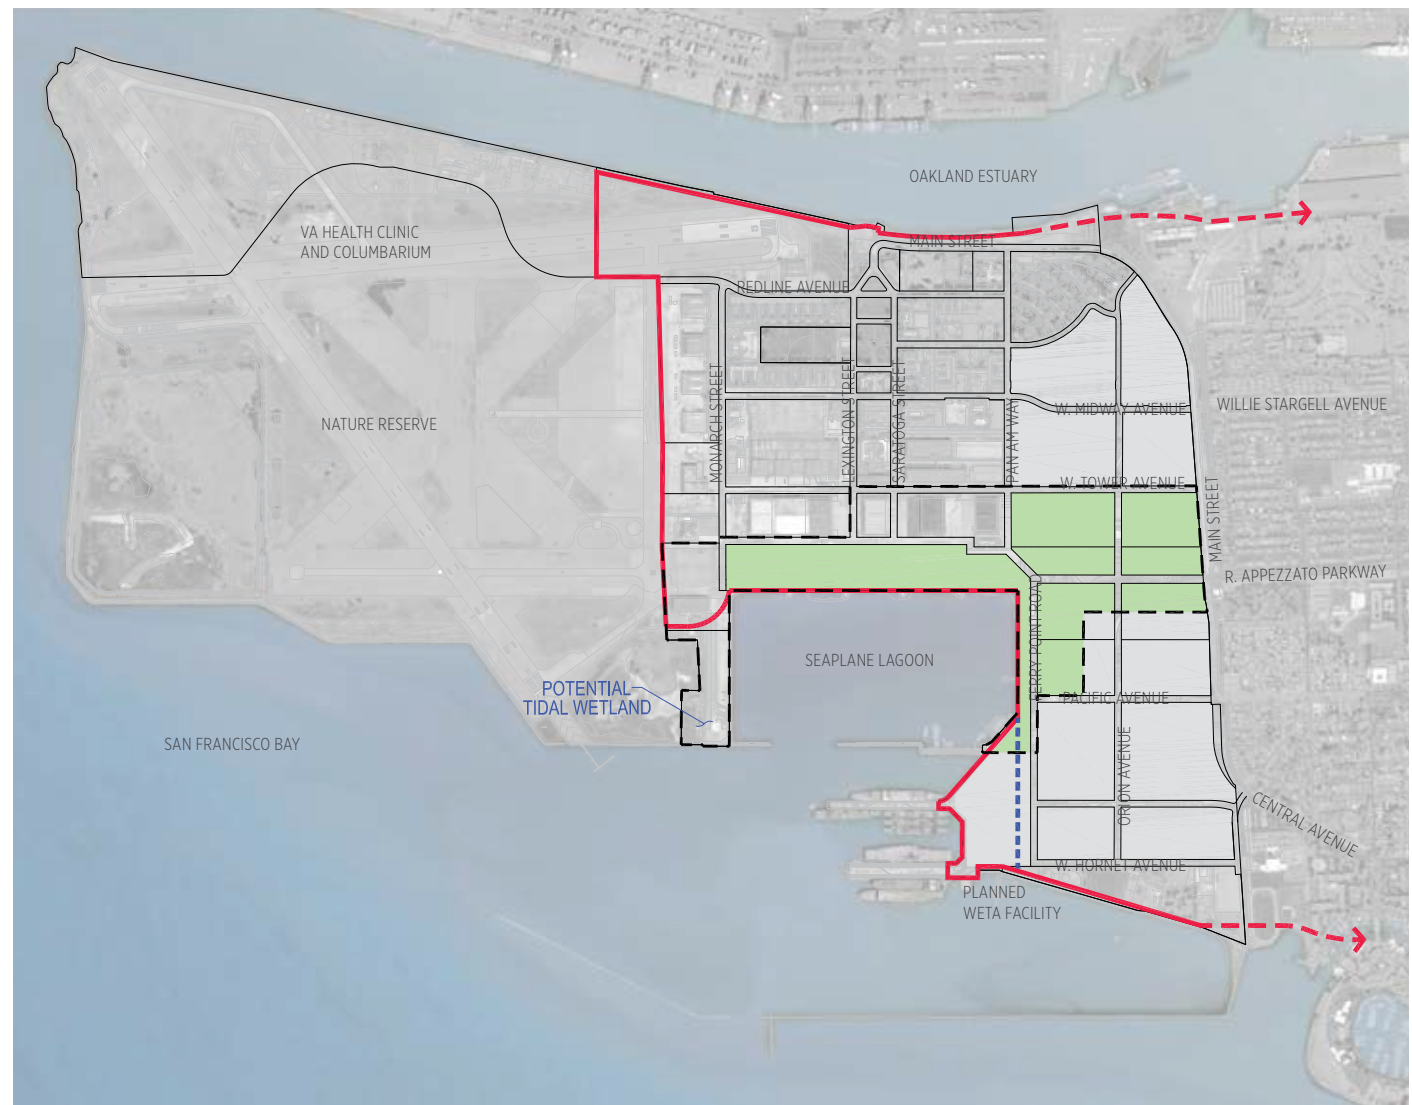 OAKLAND ESTUARY
VA HEALTH CLINIC
AND COLUMBARIUM
MAIN STREET
REDLINE AVENUE
NATURE RESERVE
MONARCH STREET
LEXINGTON STREET
SARATOGA STREET
PAN AM WAY
W. MIDWAY AVENUE
WILLIE STARGELL AVENUE
W. TOWER AVENUE
MAIN STREET
R. APPEZZATO PARKWAY
FERRY POINT ROAD
SEAPLANE LAGOON
POTENTIAL
TIDAL WETLAND
PACIFIC AVENUE
SAN FRANCISCO BAY
ORION AVENUE
CENTRAL AVENUE
W. HORNET AVENUE
PLANNED
WETA FACILITY